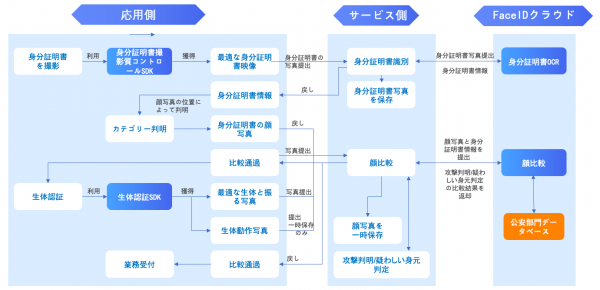 応用側
サービス側
FaceIDクラウド
身分証明書
を撮影
利用
身分証明書撮
影質コントロ
ールSDK
獲得
最適な身分証明
書映像
身分証明書の
写真提出
身分証明書識別
身分証明書写真提出
身分証明書情報
身分証明書OCR
戻し
身分証明書情報
身分証明書写真
を保存
顔写真の位置に
よって判明
カテゴリー判明
身分証明書の顔
写真
戻し
写真提出
比較通過
顔比較
顔写真と身分
証明書情報を
提出
攻撃判明/疑わ
しい身元判定
の比較結果を
返却
顔比較
生体認証
利用
生体認証SDK
獲得
最適な生体と振
る写真
写真提出
生体動作写真
提出
一時保存
のみ
顔写真を
一時保存
公安部門デー
タベース
業務受付
比較通過
戻し
攻撃判明/疑わしい身元
判定